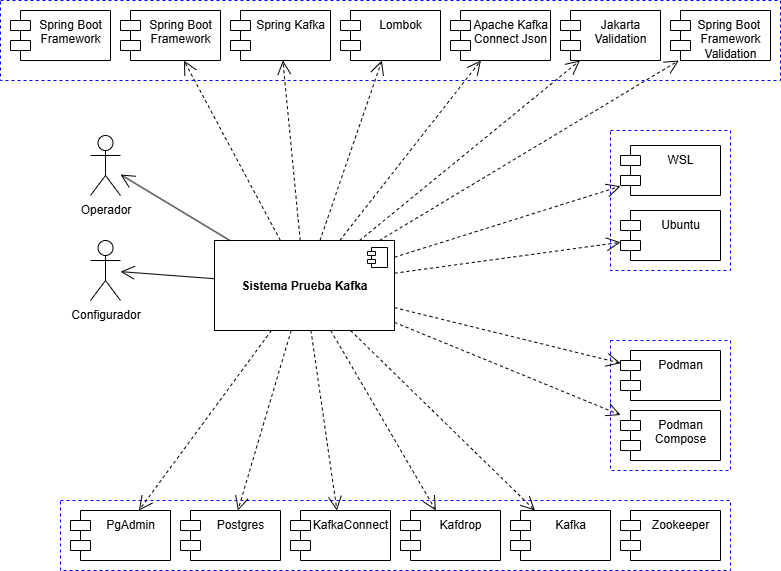 Spring Boot
Framework
Spring Boot
Framework
Spring Kafka
Lombok
Apache Kafka
Connect Json
Jakarta
Validation
Spring Boot
Framework
Validation
Operador
Configurador
Sistema Prueba Kafka
WSL
Ubuntu
Podman
Podman
Compose
PgAdmin
Postgres
KafkaConnect
Kafdrop
Kafka
Zookeeper